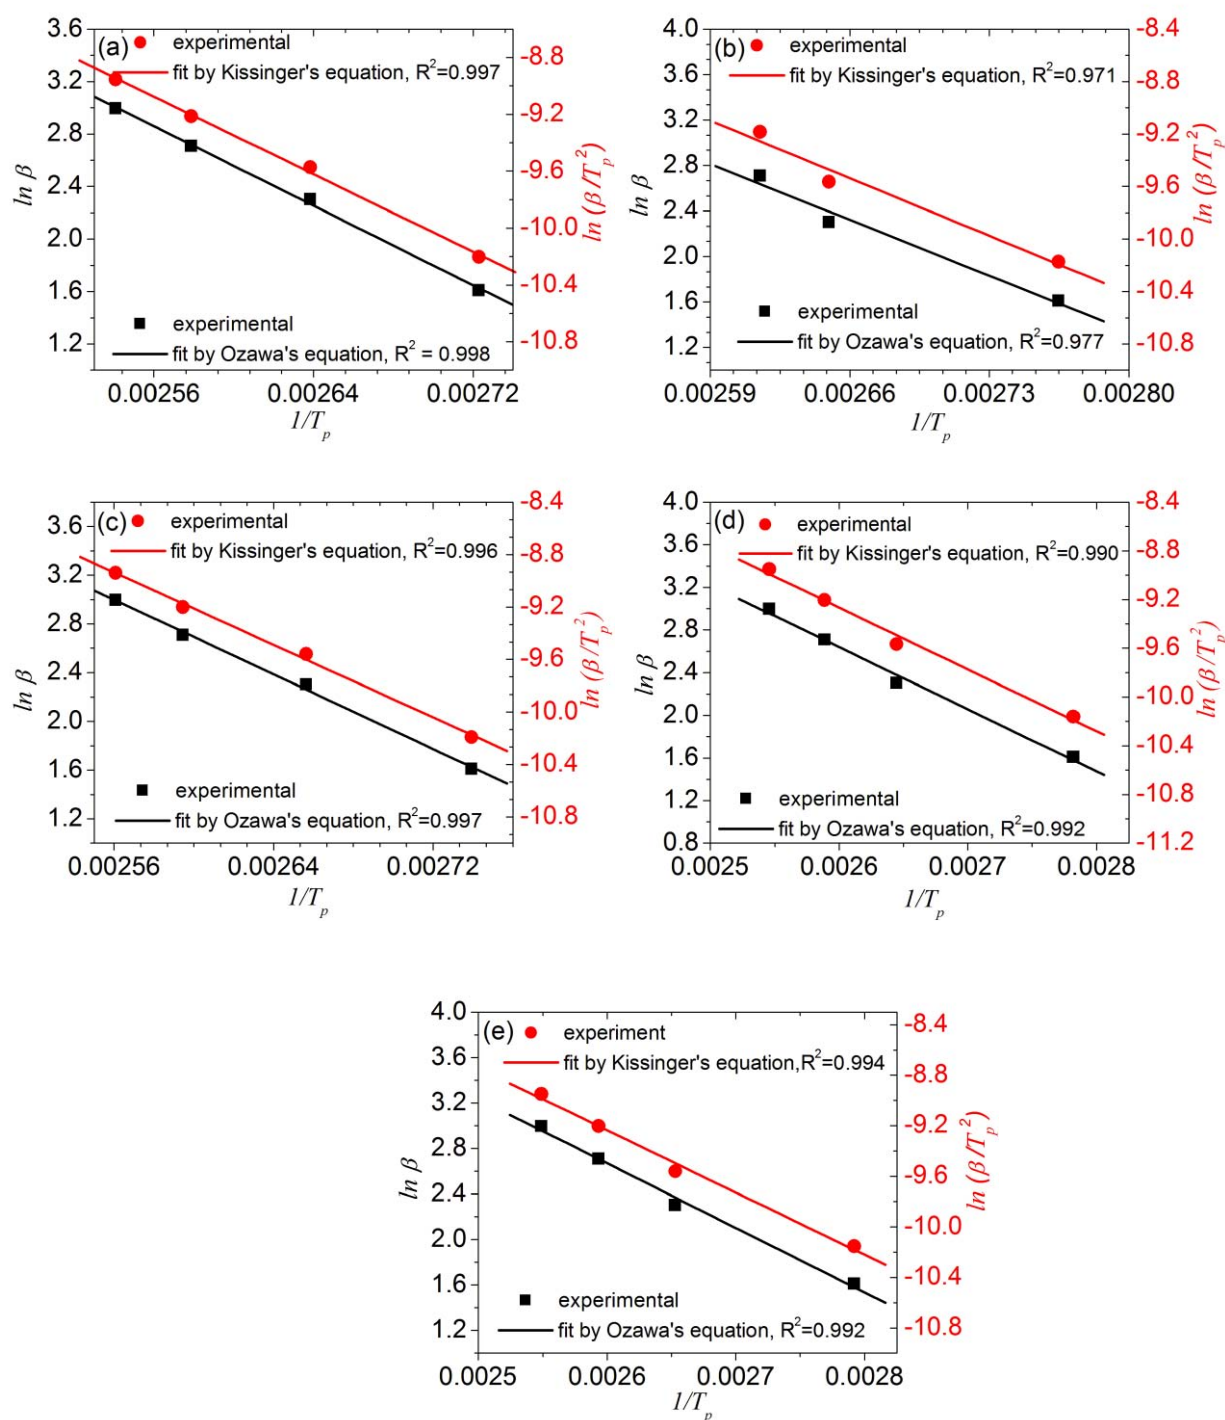 (a)
experimental
fit by Kissinger's equation, R²=0.997
3.6
3.2
2.8
2.4
2.0
1.6
1.2
ln β
-8.8
-9.2
-9.6
-10.0
-10.4
-10.8
ln (β/Tp²)
experimental
fit by Ozawa's equation, R² = 0.998
0.00256 0.00264 0.00272
1/Tp
(b)
experimental
fit by Kissinger's equation, R²=0.971
4.0
3.6
3.2
2.8
2.4
2.0
1.6
1.2
ln β
-8.4
-8.8
-9.2
-9.6
-10.0
-10.4
-10.8
ln (β/Tp²)
experimental
fit by Ozawa's equation, R²=0.977
0.00259 0.00266 0.00273 0.00280
1/Tp
(c)
experimental
fit by Kissinger's equation, R²=0.996
3.6
3.2
2.8
2.4
2.0
1.6
1.2
ln β
-8.4
-8.8
-9.2
-9.6
-10.0
-10.4
-10.8
ln (β/Tp²)
experimental
fit by Ozawa's equation, R²=0.997
0.00256 0.00264 0.00272
1/Tp
(d)
experimental
fit by Kissinger's equation, R²=0.990
4.0
3.6
3.2
2.8
2.4
2.0
1.6
1.2
0.8
ln β
-8.4
-8.8
-9.2
-9.6
-10.0
-10.4
-10.8
-11.2
ln (β/Tp²)
experimental
fit by Ozawa's equation, R²=0.992
0.0025 0.0026 0.0027 0.0028
1/Tp
(e)
experiment
fit by Kissinger's equation,R²=0.994
4.0
3.6
3.2
2.8
2.4
2.0
1.6
1.2
ln β
-8.4
-8.8
-9.2
-9.6
-10.0
-10.4
-10.8
ln (β/Tp²)
experimental
fit by Ozawa's equation, R²=0.992
0.0025 0.0026 0.0027 0.0028
1/Tp